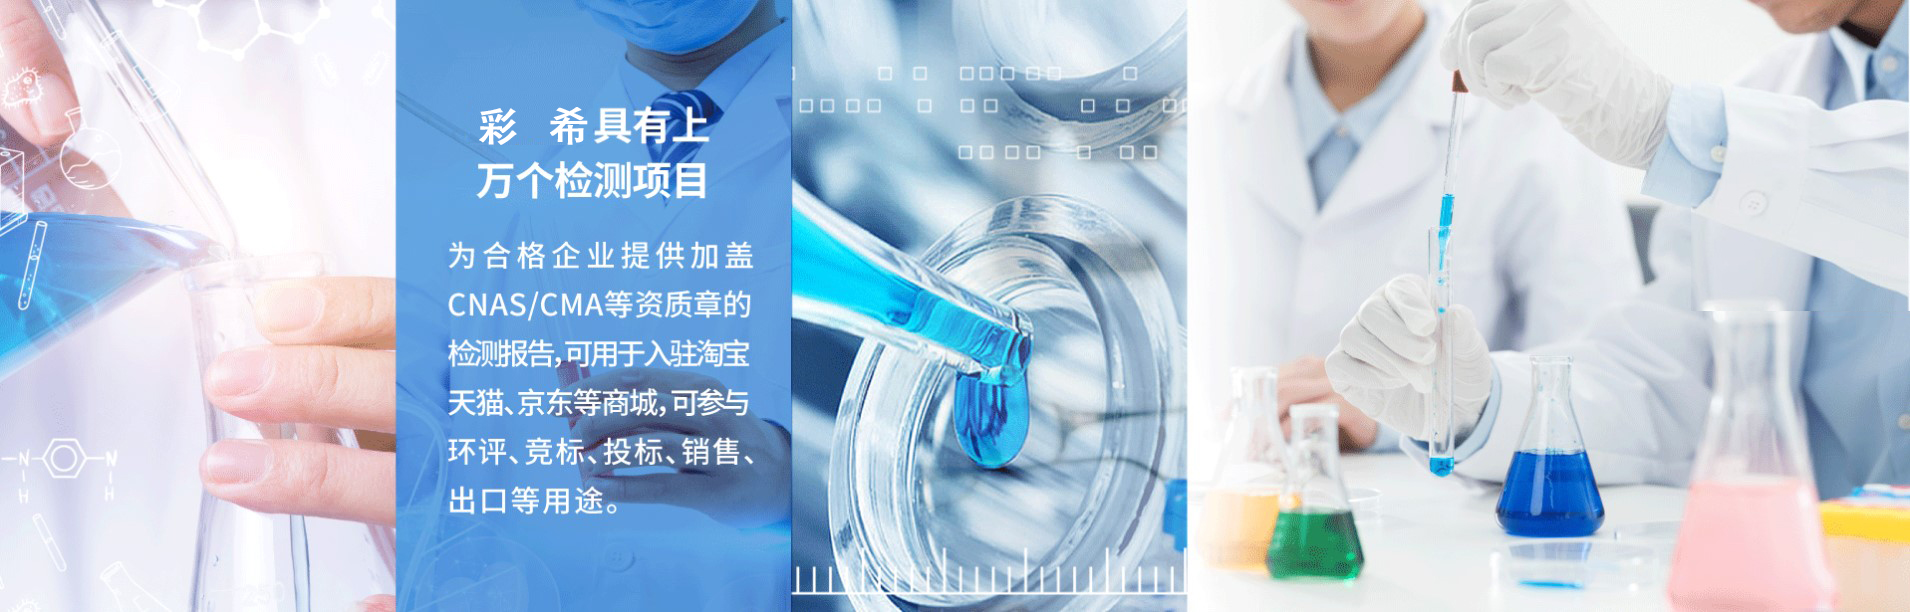 彩 希具有上
万个检测项目
为合格企业提供加盖
CNAS/CMA等资质章的
检测报告,可用于入驻淘宝
天猫、京东等商城,可参与
环评、竞标、投标、销售、
出口等用途。
N
H
N
H
250